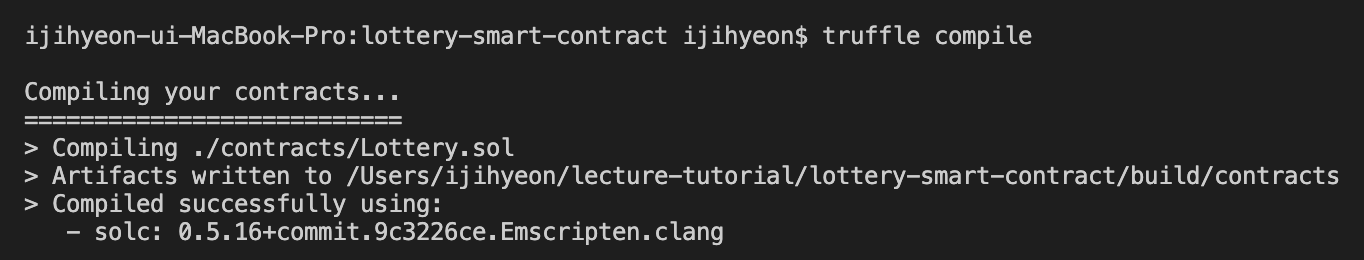 ijihyeon-ui-MacBook-Pro:lottery-smart-contract ijihyeon$ truffle compile
Compiling your contracts...
===========================
> Compiling ./contracts/Lottery.sol
> Artifacts written to /Users/ijihyeon/lecture-tutorial/lottery-smart-contract/build/contracts
> Compiled successfully using:
   - solc: 0.5.16+commit.9c3226ce.Emscripten.clang